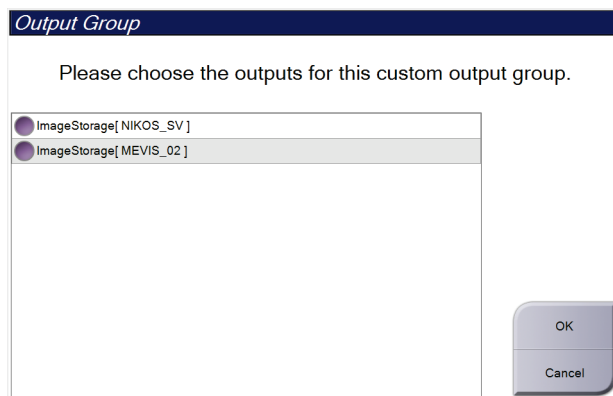 Output Group
Please choose the outputs for this custom output group.
ImageStorage[ NIKOS_SV ]
ImageStorage[ MEVIS_02 ]
OK
Cancel